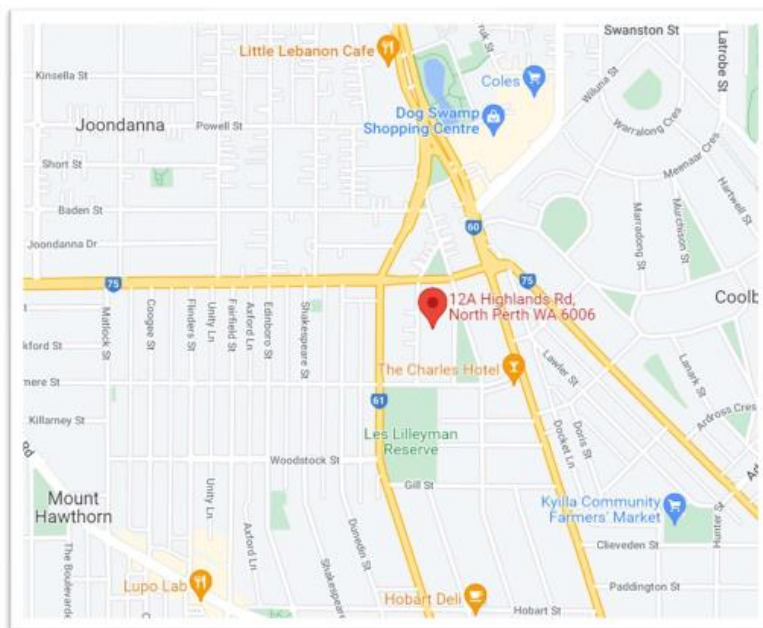 Swanston St
Little Lebanon Cafe
Latrobe St
Kinsella St
Coles
Wiluna St
Joondanna
Powell St
Dog Swamp
Shopping Centre
Warralong Cres
Meenaar Cres
Short St
Hartwell St
Marradong St
Murchison St
Baden St
60
Joondanna Dr
75
75
12A Highlands Rd,
North Perth WA 6006
Matlock St
Coogee St
Flinders St
Unity Ln
Fairfield St
Axford Ln
Edinboro St
Shakespeare St
kford St
The Charles Hotel
Lawler St
Lanark St
mere St
61
Ardross Cres
Killarney St
Les Lilleyman
Reserve
Docket Ln
Doris St
Rd
Woodstock St
Gill St
Mount
Hawthorn
Unity Ln
Axford Ln
Dunedin St
Kyilla Community
Farmers' Market
Hunter St
Clieveden St
The Boulevarde
Lupo Lab
Paddington St
Hobart Deli
Hobart St